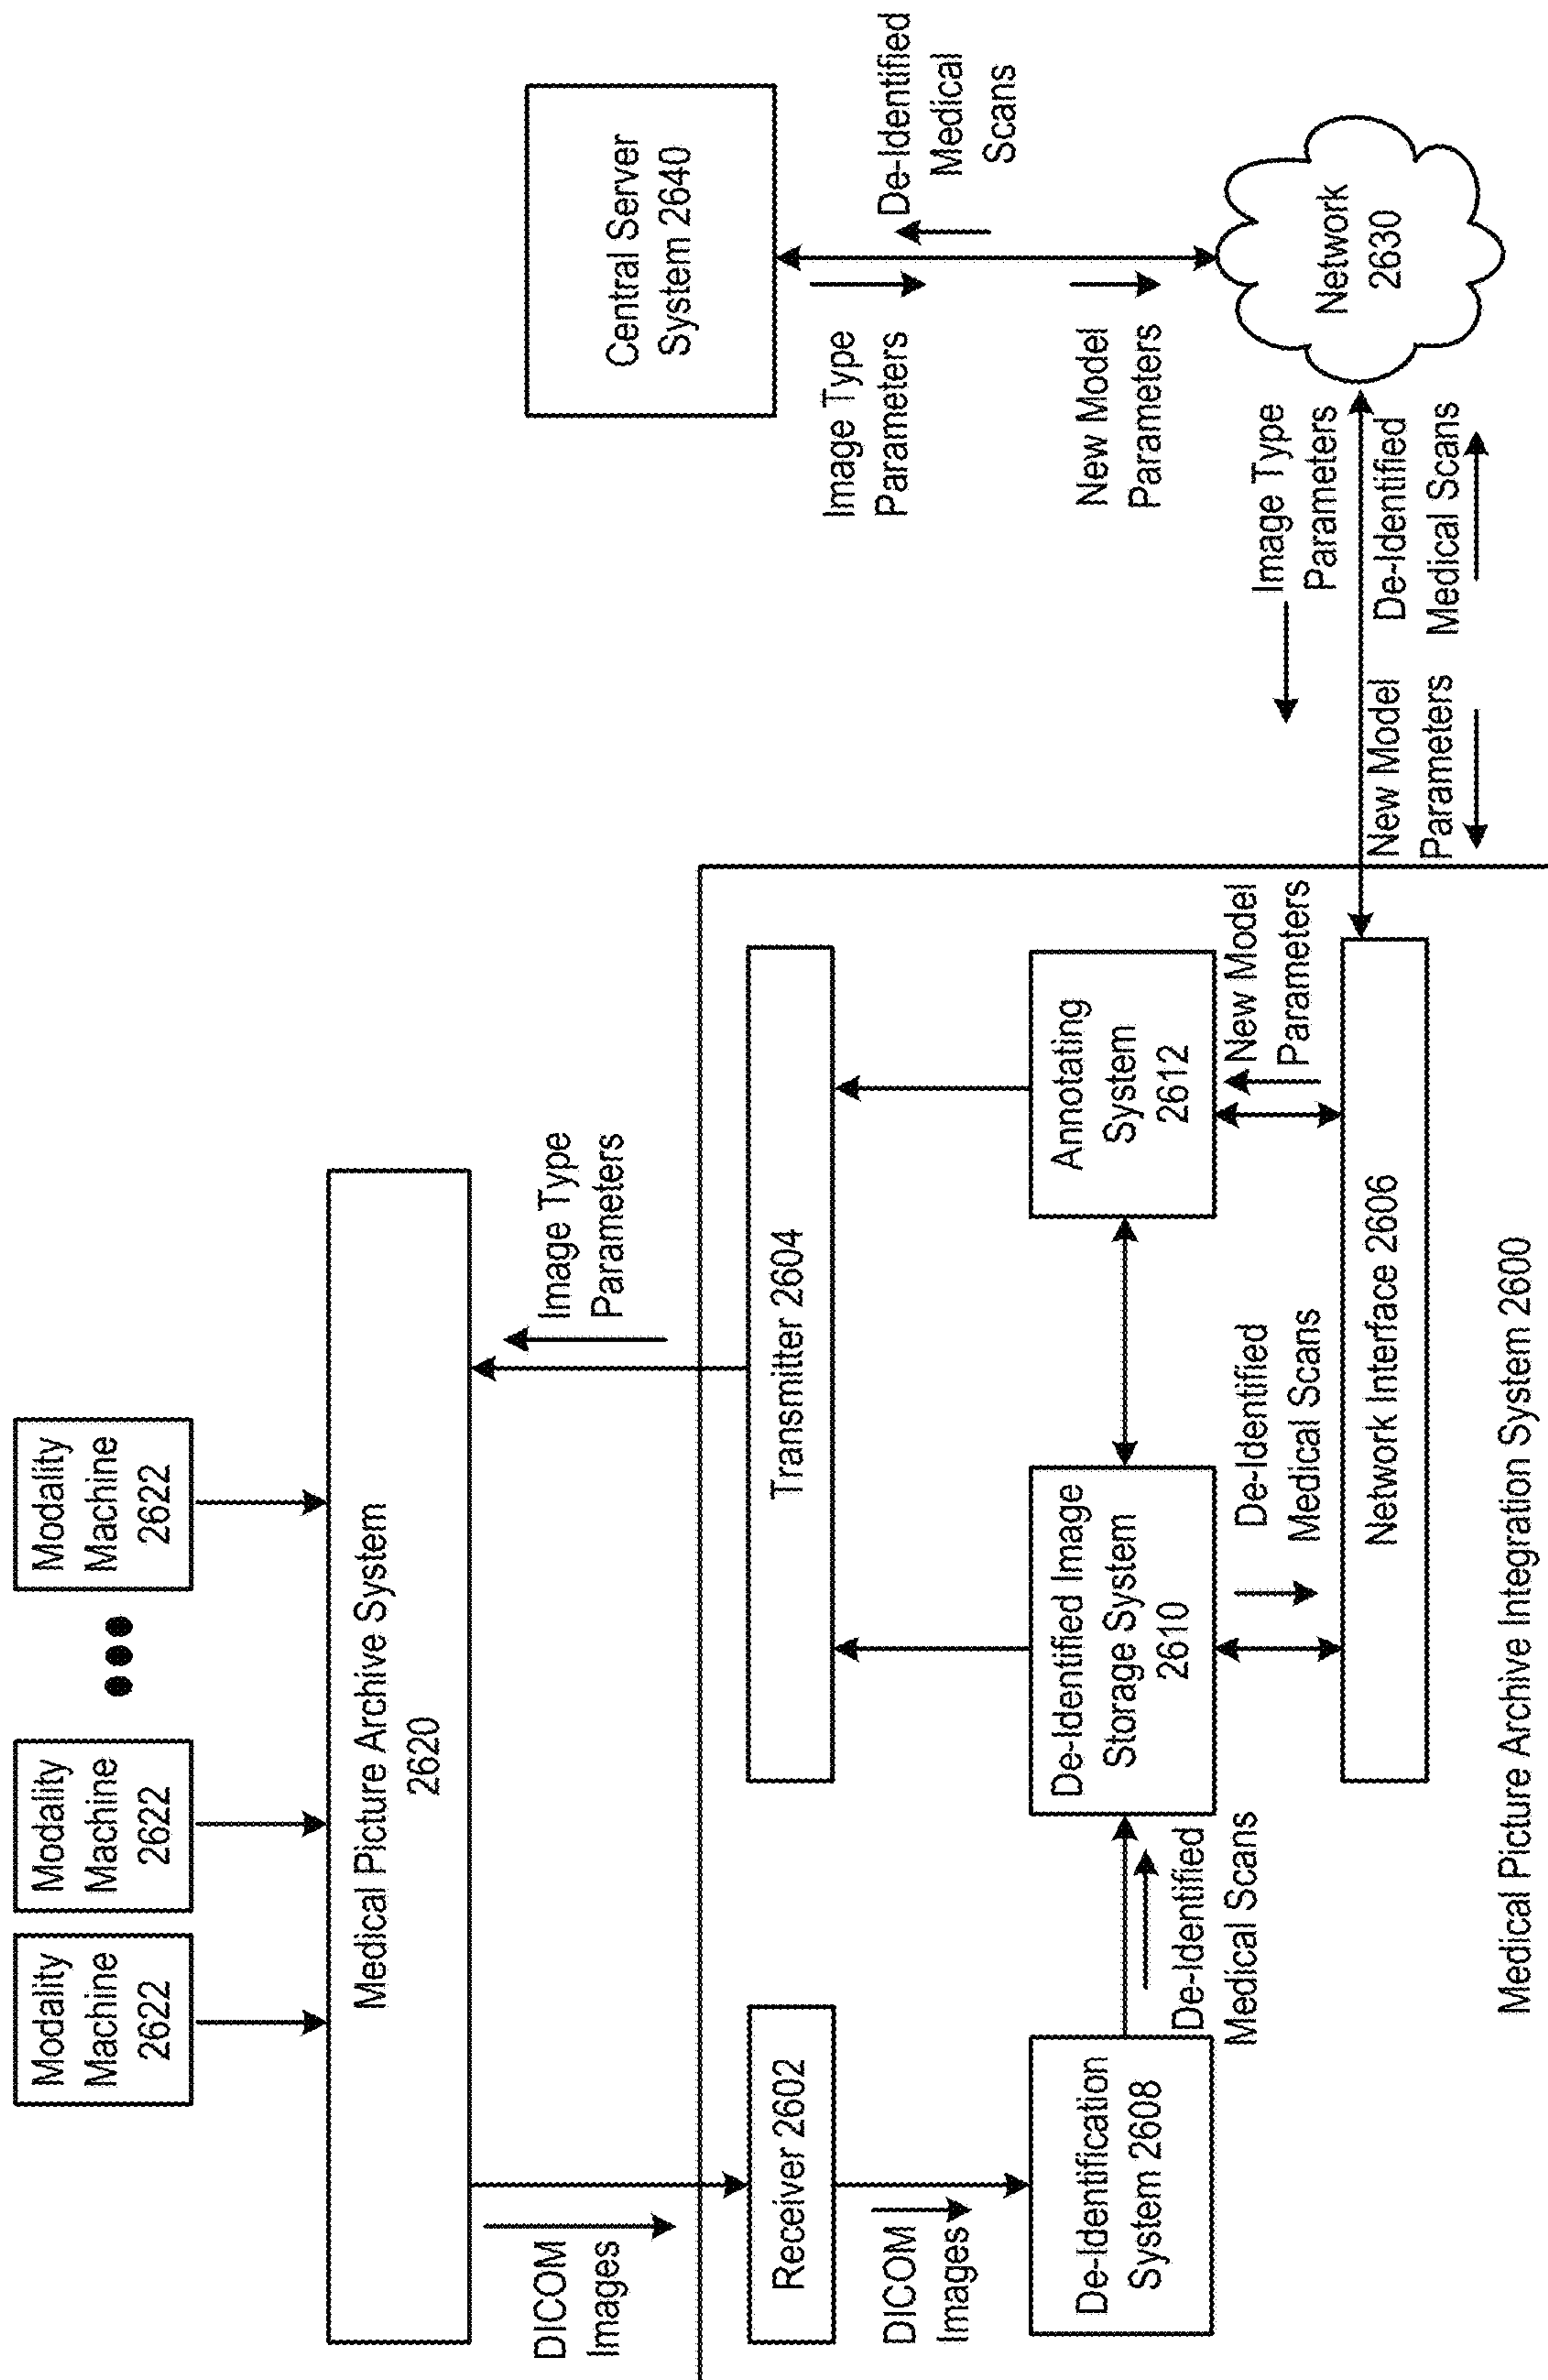 Modality
Machine
2622
Modality
Machine
2622
Modality
Machine
2622
Medical Picture Archive System
2620
DICOM
Images
Image Type
Parameters
Receiver 2602
Transmitter 2604
DICOM
Images
De-Identification
System 2608
De-Identified
Medical Scans
De-Identified Image
Storage System
2610
Annotating
System
2612
De-Identified
Medical Scans
New Model
Parameters
Network Interface 2606
Medical Picture Archive Integration System 2600
Central Server
System 2640
Image Type
Parameters
De-Identified
Medical
Scans
New Model
Parameters
Network
2630
Image Type
Parameters
New Model
Parameters
De-Identified
Medical Scans